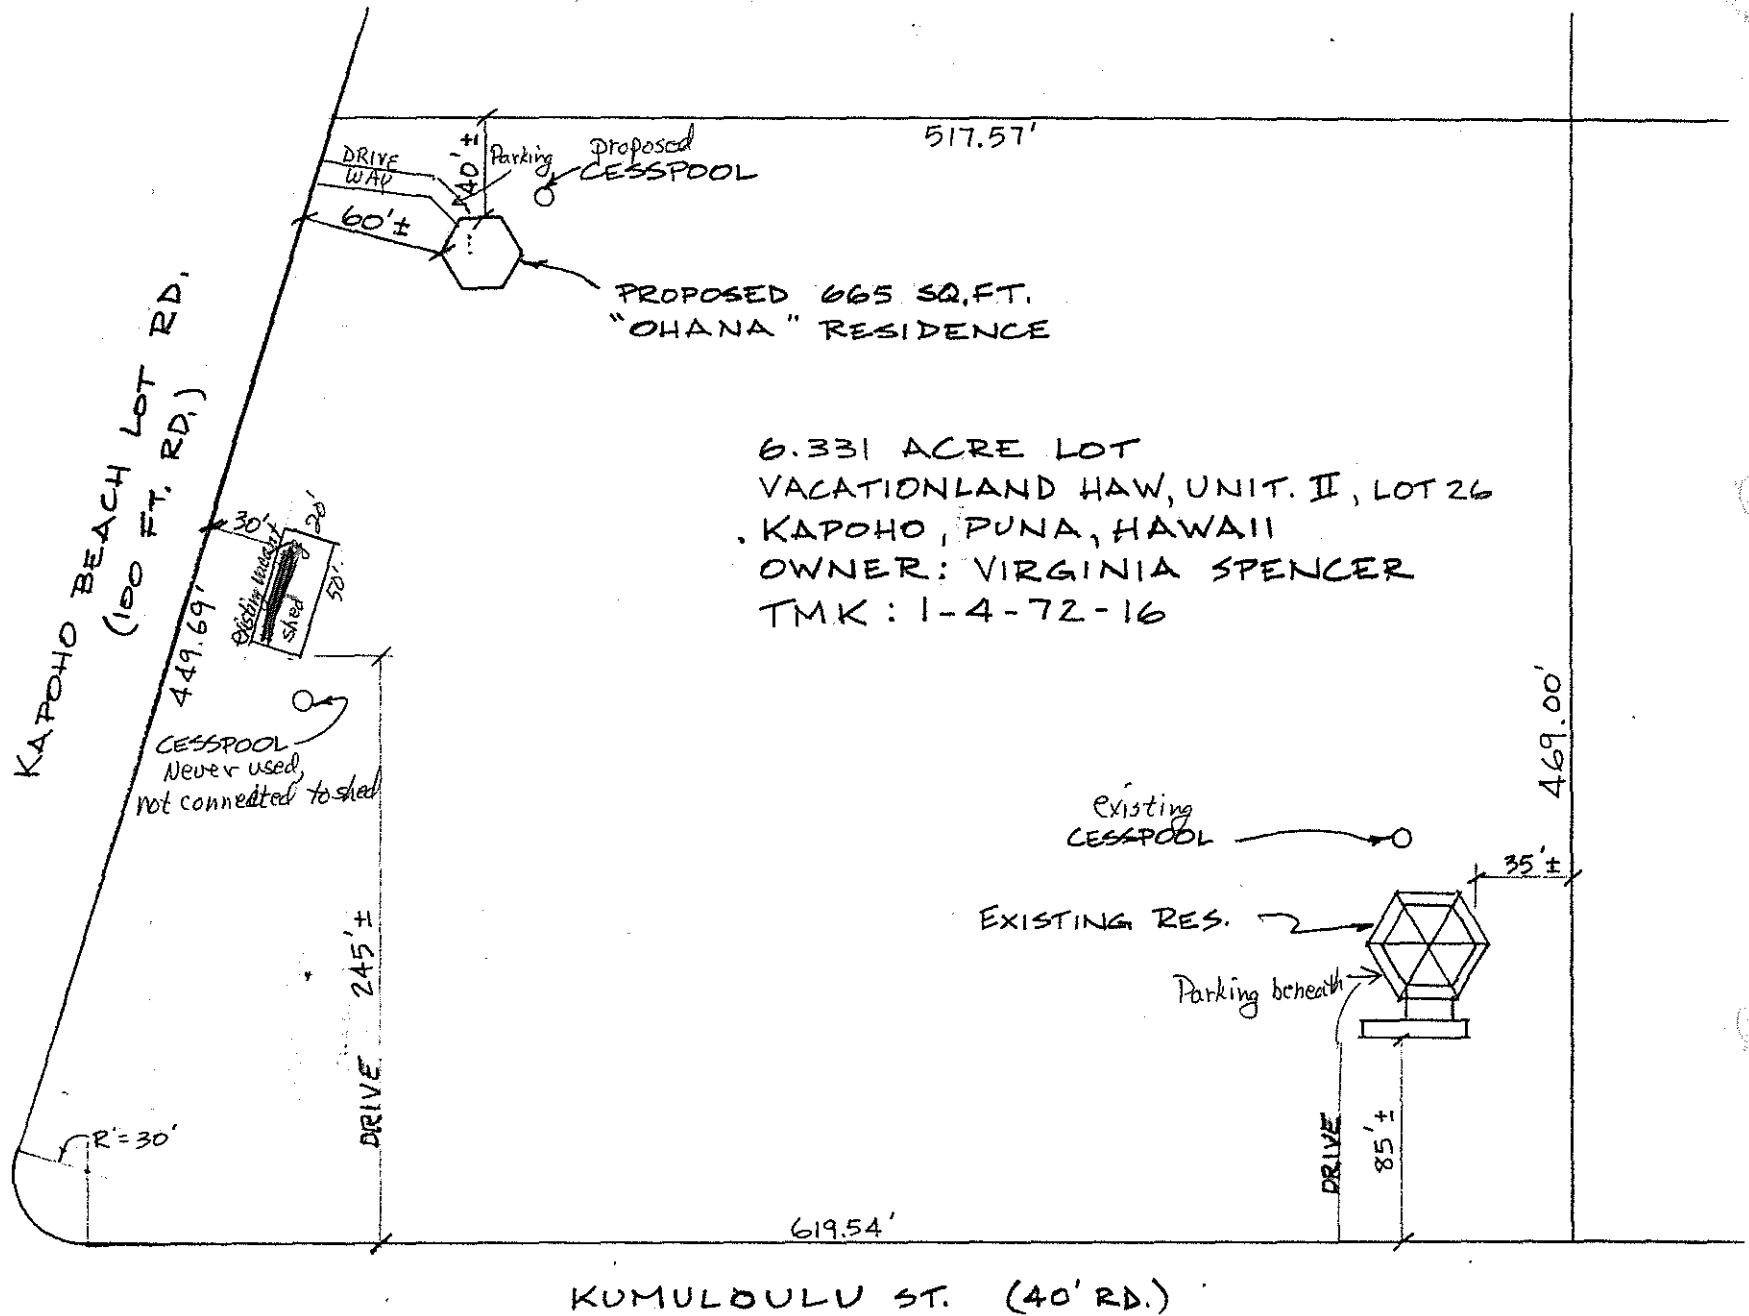 517.57'
DRIVE
WAY
40'±
Parking
proposed
CESSPOOL
60'±
PROPOSED 665 SQ.FT.
"OHANA" RESIDENCE
KAPOHO BEACH LOT RD.
(100 FT. RD.)
449.69'
6.331 ACRE LOT
VACATIONLAND HAW, UNIT. II, LOT 26
KAPOHO, PUNA, HAWAII
OWNER: VIRGINIA SPENCER
TMK: 1-4-72-16
30'
20'
50'
existing vacant
shed
CESSPOOL
Never used,
not connected to shed
469.00'
existing
CESSPOOL
35'±
EXISTING RES.
Parking beneath
DRIVE 245'±
DRIVE
85'±
R'=30'
619.54'
KUMULOULU ST. (40' RD.)